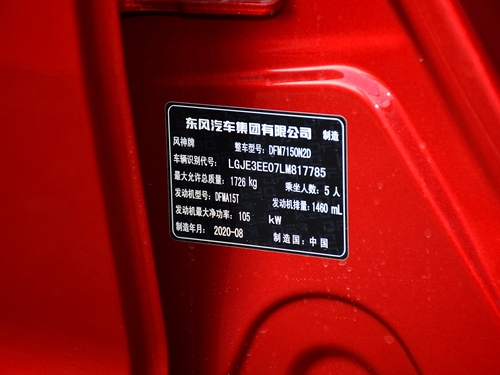 东风汽车集团有限公司 制造
风神牌 整车型号: DFM7150N2D
车辆识别代号: LGJE3EE07LM817785
最大允许总质量: 1726 kg 乘坐人数: 5 人
发动机型号: DFMA15T 发动机排量: 1460 mL
发动机最大净功率: 105 kW
制造年月: 2020-08 制造国: 中国